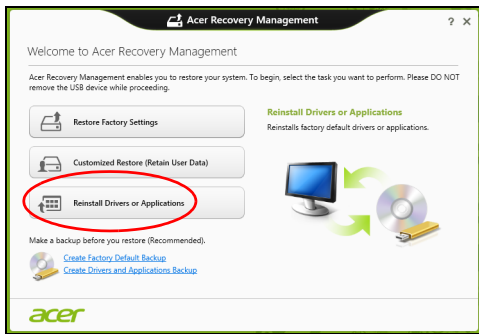 Acer Recovery Management
? X
Welcome to Acer Recovery Management
Acer Recovery Management enables you to restore your system. To begin, select the task you want to perform. Please DO NOT
remove the USB device while proceeding.
Restore Factory Settings
Customized Restore (Retain User Data)
Reinstall Drivers or Applications
Reinstall Drivers or Applications
Reinstalls factory default drivers or applications.
Make a backup before you restore (Recommended).
Create Factory Default Backup
Create Drivers and Applications Backup
acer